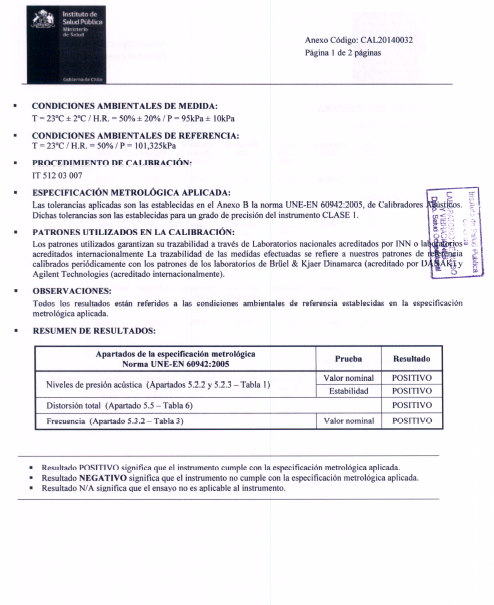 Instituto de
Salud Pública
Ministerio
de Salud
Gobierno de Chile
Anexo Código: CAL20140032
Página 1 de 2 páginas
▪ CONDICIONES AMBIENTALES DE MEDIDA:
T = 23ºC ± 2ºC / H.R. = 50% ± 20% / P = 95kPa ± 10kPa
▪ CONDICIONES AMBIENTALES DE REFERENCIA:
T = 23ºC / H.R. = 50% / P = 101,325kPa
▪ PROCEDIMIENTO DE CALIBRACIÓN:
IT 512 03 007
▪ ESPECIFICACIÓN METROLÓGICA APLICADA:
Las tolerancias aplicadas son las establecidas en el Anexo B la norma UNE-EN 60942:2005, de Calibradores Acústicos.
Dichas tolerancias son las establecidas para un grado de precisión del instrumento CLASE 1.
▪ PATRONES UTILIZADOS EN LA CALIBRACIÓN:
Los patrones utilizados garantizan su trazabilidad a través de Laboratorios nacionales acreditados por INN o laboratorios
acreditados internacionalmente La trazabilidad de las medidas efectuadas se refiere a nuestros patrones de referencia
calibrados periódicamente con los patrones de los laboratorios de Brüel & Kjaer Dinamarca (acreditado por DANAK) y
Agilent Technologies (acreditado internacionalmente).
Instituto de Salud Pública
▪ OBSERVACIONES:
Todos los resultados están referidos a las condiciones ambientales de referencia establecidas en la especificación
metrológica aplicada.
▪ RESUMEN DE RESULTADOS:
Apartados de la especificación metrológica
Norma UNE-EN 60942:2005
Prueba
Resultado
Niveles de presión acústica (Apartados 5.2.2 y 5.2.3 – Tabla 1)
Valor nominal
POSITIVO
Estabilidad
POSITIVO
Distorsión total (Apartado 5.5 – Tabla 6)
POSITIVO
Frecuencia (Apartado 5.3.2 – Tabla 3)
Valor nominal
POSITIVO
▪ Resultado POSITIVO significa que el instrumento cumple con la especificación metrológica aplicada.
▪ Resultado NEGATIVO significa que el instrumento no cumple con la especificación metrológica aplicada.
▪ Resultado N/A significa que el ensayo no es aplicable al instrumento.